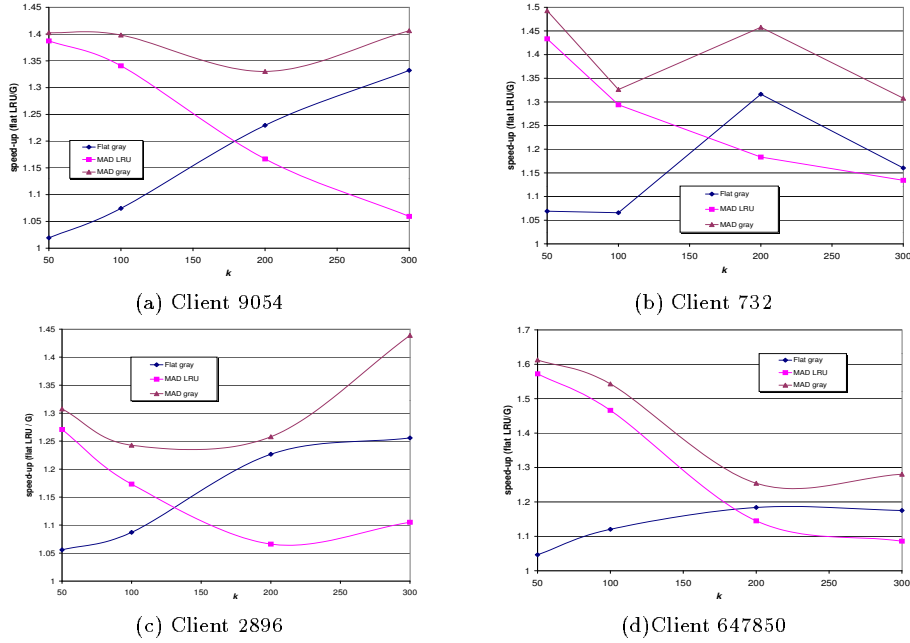 1.45
1.4
1.35
1.3
1.25
1.2
1.15
1.1
1.05
1
speed-up (flat LRU/G)
Flat gray
MAD LRU
MAD gray
50 100 150 200 250 300
k
(a) Client 9054
1.5
1.45
1.4
1.35
1.3
1.25
1.2
1.15
1.1
1.05
1
speed-up (flat LRU/G)
Flat gray
MAD LRU
MAD gray
50 100 150 200 250 300
k
(b) Client 732
1.45
1.4
1.35
1.3
1.25
1.2
1.15
1.1
1.05
1
speed-up (flat LRU / G)
Flat gray
MAD LRU
MAD gray
50 100 150 200 250 300
k
(c) Client 2896
1.7
1.6
1.5
1.4
1.3
1.2
1.1
1
speed-up (flat LRU/G)
Flat gray
MAD LRU
MAD gray
50 100 150 200 250 300
k
(d)Client 647850